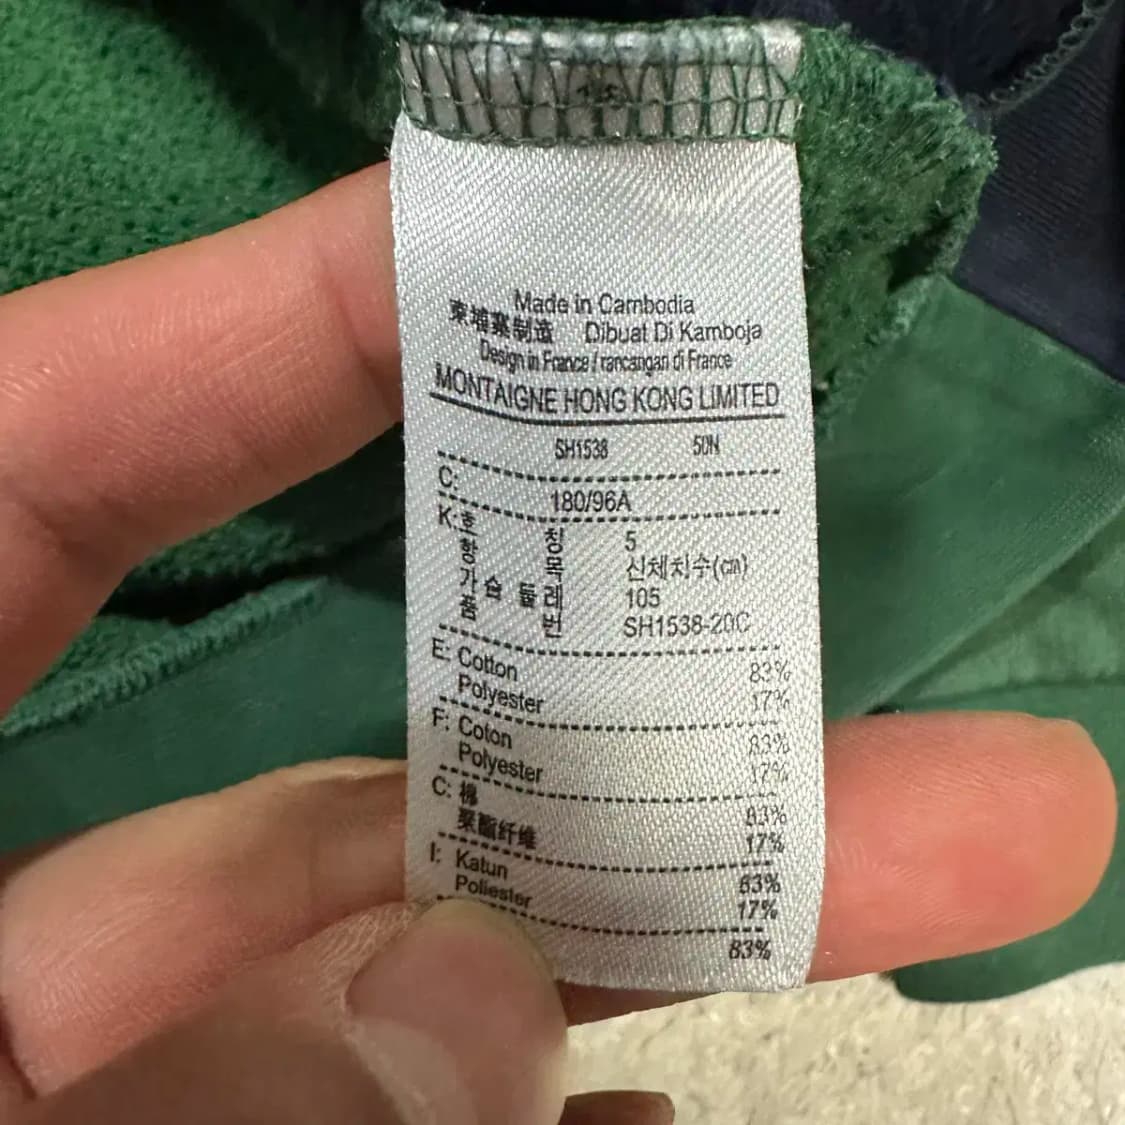 Made in Cambodia
柬埔寨制造 Dibuat Di Kamboja
Design in France / rancangan di France
MONTAIGNE HONG KONG LIMITED
SH1538 50N
C: 180/96A
K: 호 칭 5
항 목 신체치수(cm)
가 슴 둘 레 105
품 번 SH1538-20C
E: Cotton 83%
Polyester 17%
F: Coton 83%
Polyester 17%
C: 棉 83%
聚酯纤维 17%
I: Katun 83%
Poliester 17%
83%